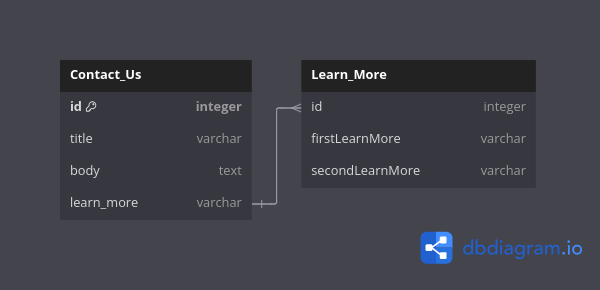 Contact_Us
id integer
title varchar
body text
learn_more varchar
Learn_More
id integer
firstLearnMore varchar
secondLearnMore varchar
dbdiagram.io